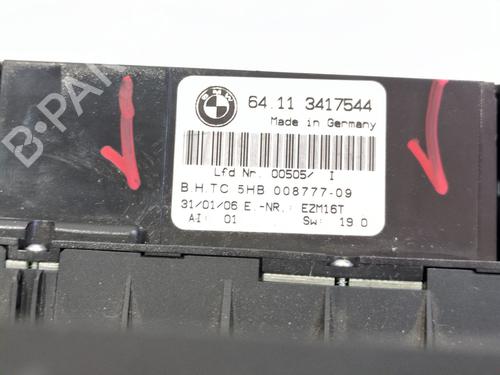 BMW
64.11 3417544
Made in Germany
Lfd Nr. 00505/ I
B.H.TC 5HB 008777-09
31/01/06 E.-NR.: EZM16T
AI: 01 SW: 19.0
B-PARTS